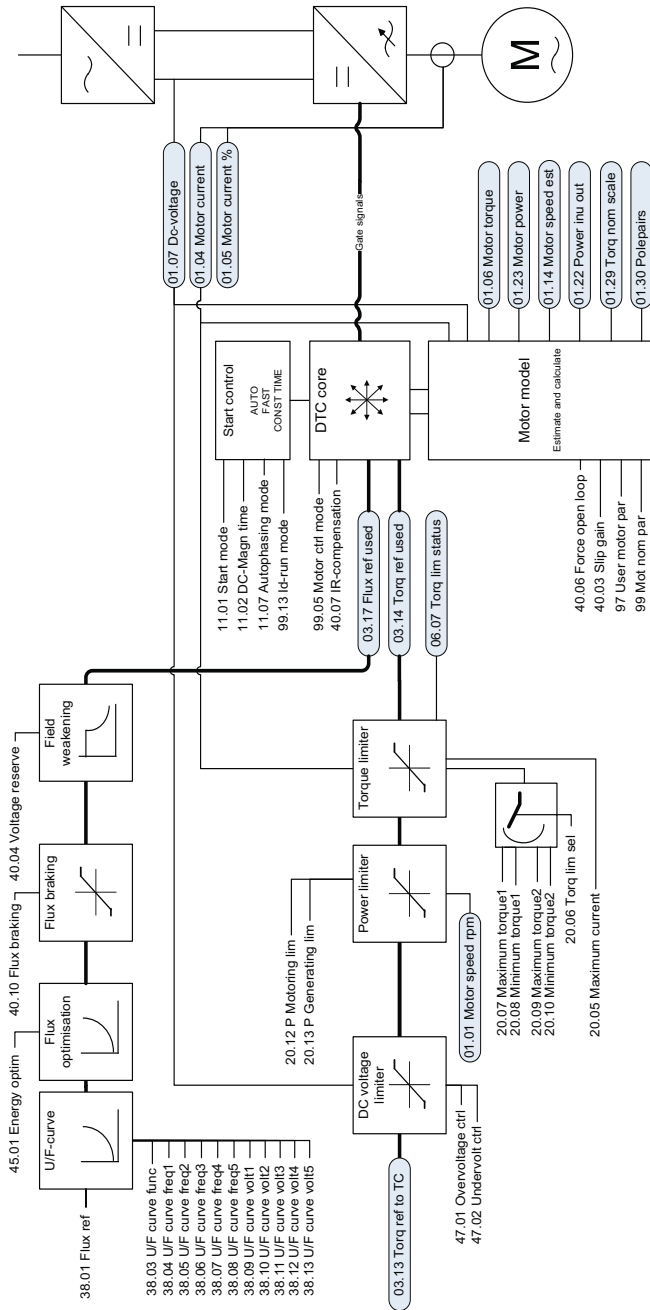 38.01 Flux ref
U/F-curve
38.03 U/F curve func
38.04 U/F curve freq1
38.05 U/F curve freq2
38.06 U/F curve freq3
38.07 U/F curve freq4
38.08 U/F curve freq5
38.09 U/F curve volt1
38.10 U/F curve volt2
38.11 U/F curve volt3
38.12 U/F curve volt4
38.13 U/F curve volt5
45.01 Energy optim
Flux
optimisation
40.10 Flux braking
Flux braking
40.04 Voltage reserve
Field
weakening
11.01 Start mode
11.02 DC-Magn time
11.07 Autophasing mode
99.13 Id-run mode
Start control
AUTO
FAST
CONST TIME
01.07 Dc-voltage
01.04 Motor current
01.05 Motor current %
99.05 Motor ctrl mode
40.07 IR-compensation
DTC core
Gate signals
M
03.17 Flux ref used
03.14 Torq ref used
06.07 Torq lim status
03.13 Torq ref to TC
DC voltage
limiter
47.01 Overvoltage ctrl
47.02 Undervolt ctrl
20.12 P Motoring lim
20.13 P Generating lim
Power limiter
01.01 Motor speed rpm
Torque limiter
20.07 Maximum torque1
20.08 Minimum torque1
20.09 Maximum torque2
20.10 Minimum torque2
20.06 Torq lim sel
20.05 Maximum current
40.06 Force open loop
40.03 Slip gain
97 User motor par
99 Mot nom par
Motor model
Estimate and calculate
01.06 Motor torque
01.23 Motor power
01.14 Motor speed est
01.22 Power inu out
01.29 Torq nom scale
01.30 Polepairs